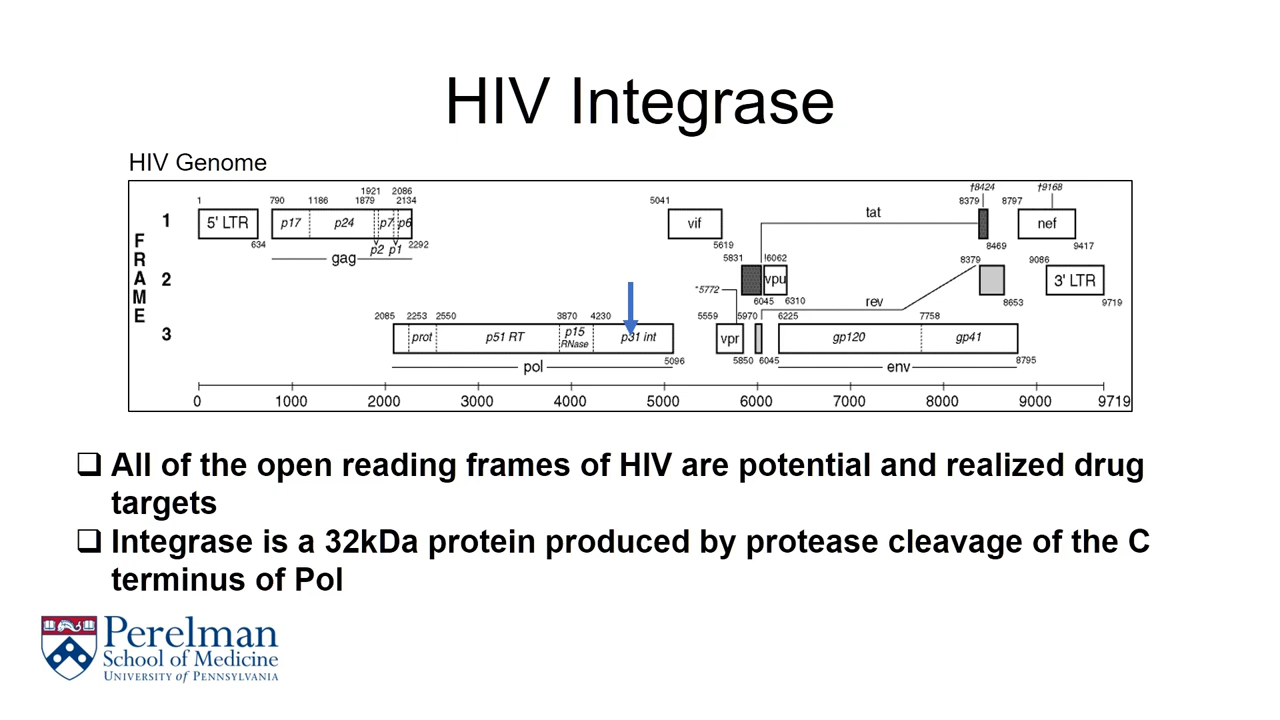 HIV Integrase
HIV Genome
1921 2086 †8424 †9168
1 790 1186 1879 2134 5041 8379 8797
FRAME
1 5' LTR p17 p24 p7 p6 vif tat nef
634 p2 p1 2292 5619 8469 9417
gag
5831 !6062 8379 9086
2 vpu 3' LTR
*5772 6045 6310 rev 8653 9719
2085 2253 2550 3870 4230 5559 5970 6225 7758
3 prot p51 RT p15 RNase p31 int vpr gp120 gp41
5096 5850 6045 8795
pol env
0 1000 2000 3000 4000 5000 6000 7000 8000 9000 9719
❑ All of the open reading frames of HIV are potential and realized drug
targets
❑ Integrase is a 32kDa protein produced by protease cleavage of the C
terminus of Pol
Perelman
School of Medicine
University of Pennsylvania